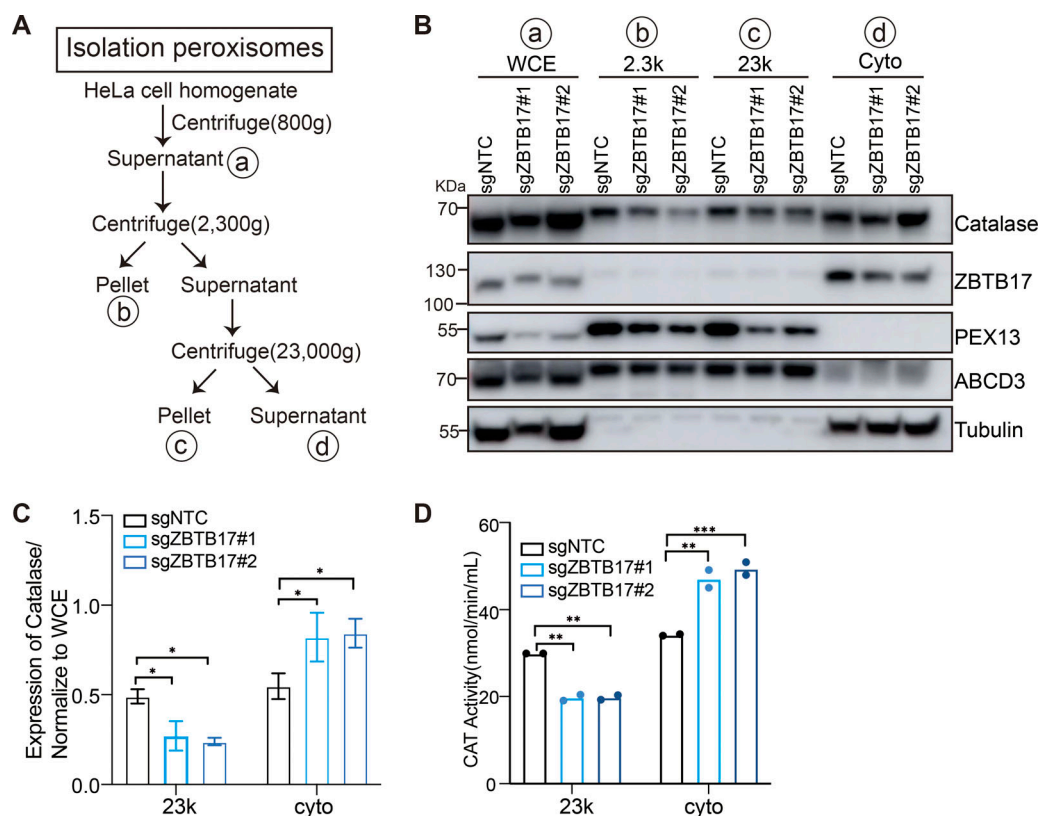 A
Isolation peroxisomes
HeLa cell homogenate
Centrifuge(800g)
Supernatant a
Centrifuge(2,300g)
Pellet Supernatant
b
Centrifuge(23,000g)
Pellet Supernatant
c d
B
a b c d
WCE 2.3k 23k Cyto
sgNTC sgZBTB17#1 sgZBTB17#2 sgNTC sgZBTB17#1 sgZBTB17#2 sgNTC sgZBTB17#1 sgZBTB17#2 sgNTC sgZBTB17#1 sgZBTB17#2
KDa
70 Catalase
130 ZBTB17
100
55 PEX13
70 ABCD3
55 Tubulin
C
Expression of Catalase/
Normalize to WCE
1.5
1.0
0.5
0.0
sgNTC
sgZBTB17#1
sgZBTB17#2
* * * *
23k cyto
D
CAT Activity(nmol/min/mL)
60
40
20
0
sgNTC
sgZBTB17#1
sgZBTB17#2
** ** ** ***
23k cyto